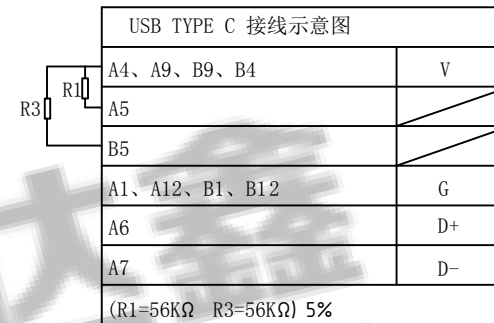 USB TYPE C 接线示意图
A4、A9、B9、B4 V
R1
R3
A5
B5
A1、A12、B1、B12 G
A6 D+
A7 D-
(R1=56KΩ R3=56KΩ) 5%